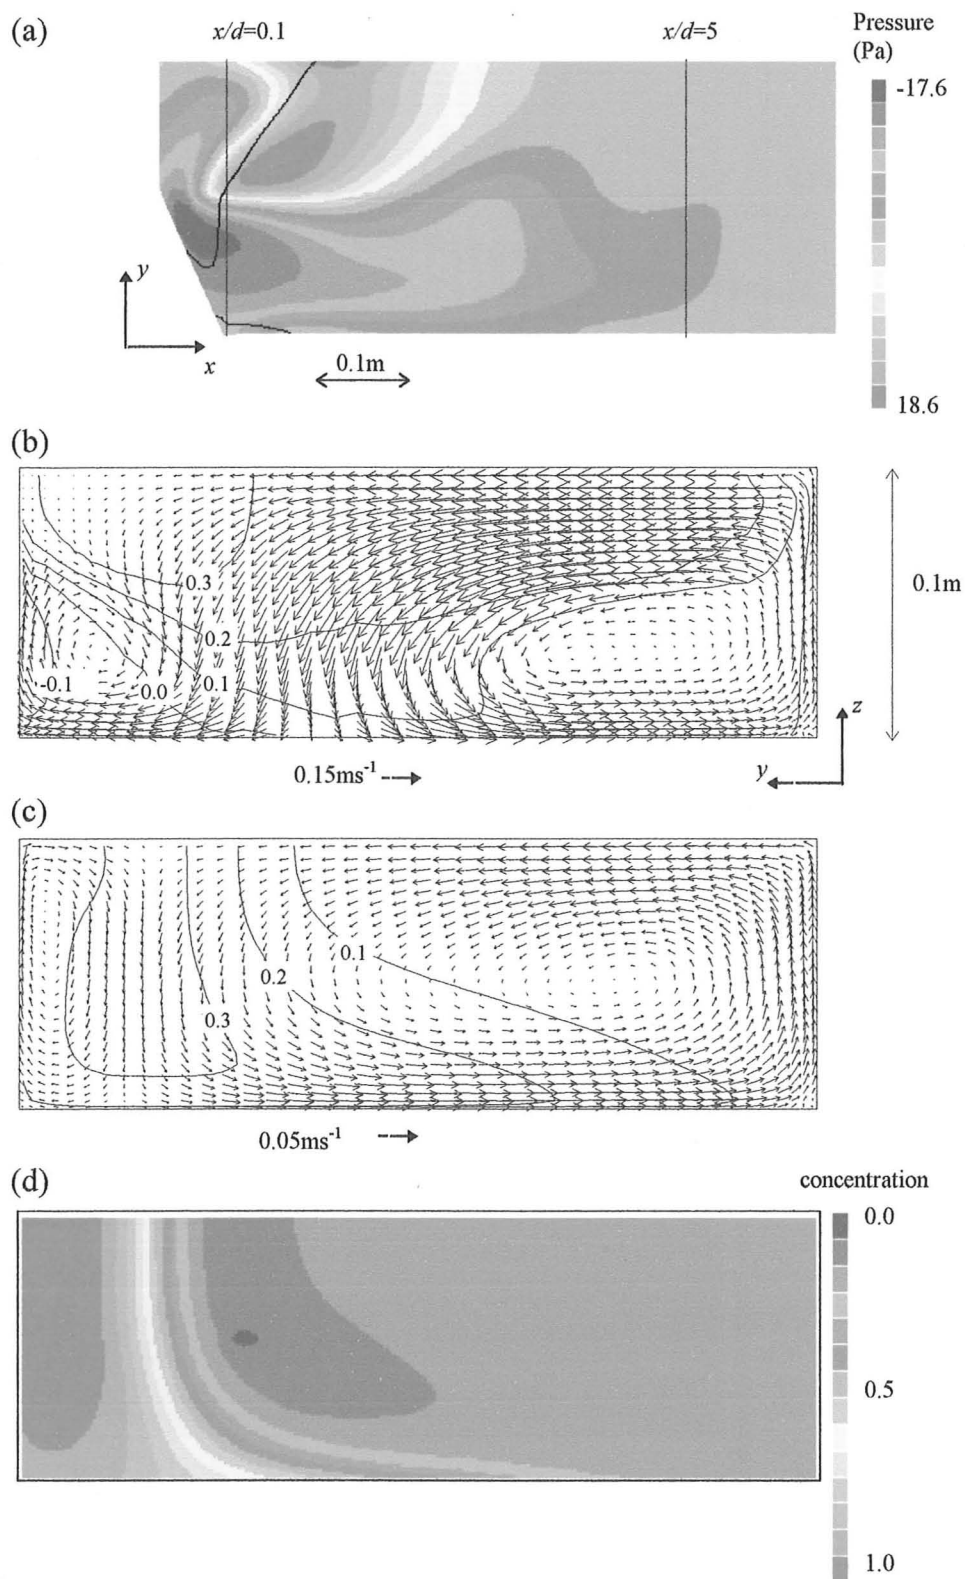 (a)
x/d=0.1
x/d=5
Pressure
(Pa)
-17.6
18.6
y
x
0.1m
(b)
0.3
0.2
0.1
0.0
-0.1
0.1m
z
y
0.15ms⁻¹
(c)
0.1
0.2
0.3
0.05ms⁻¹
(d)
concentration
0.0
0.5
1.0